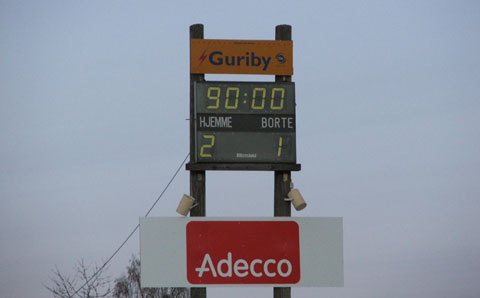 Guriby
90:00
HJEMME BORTE
2 1
Adecco